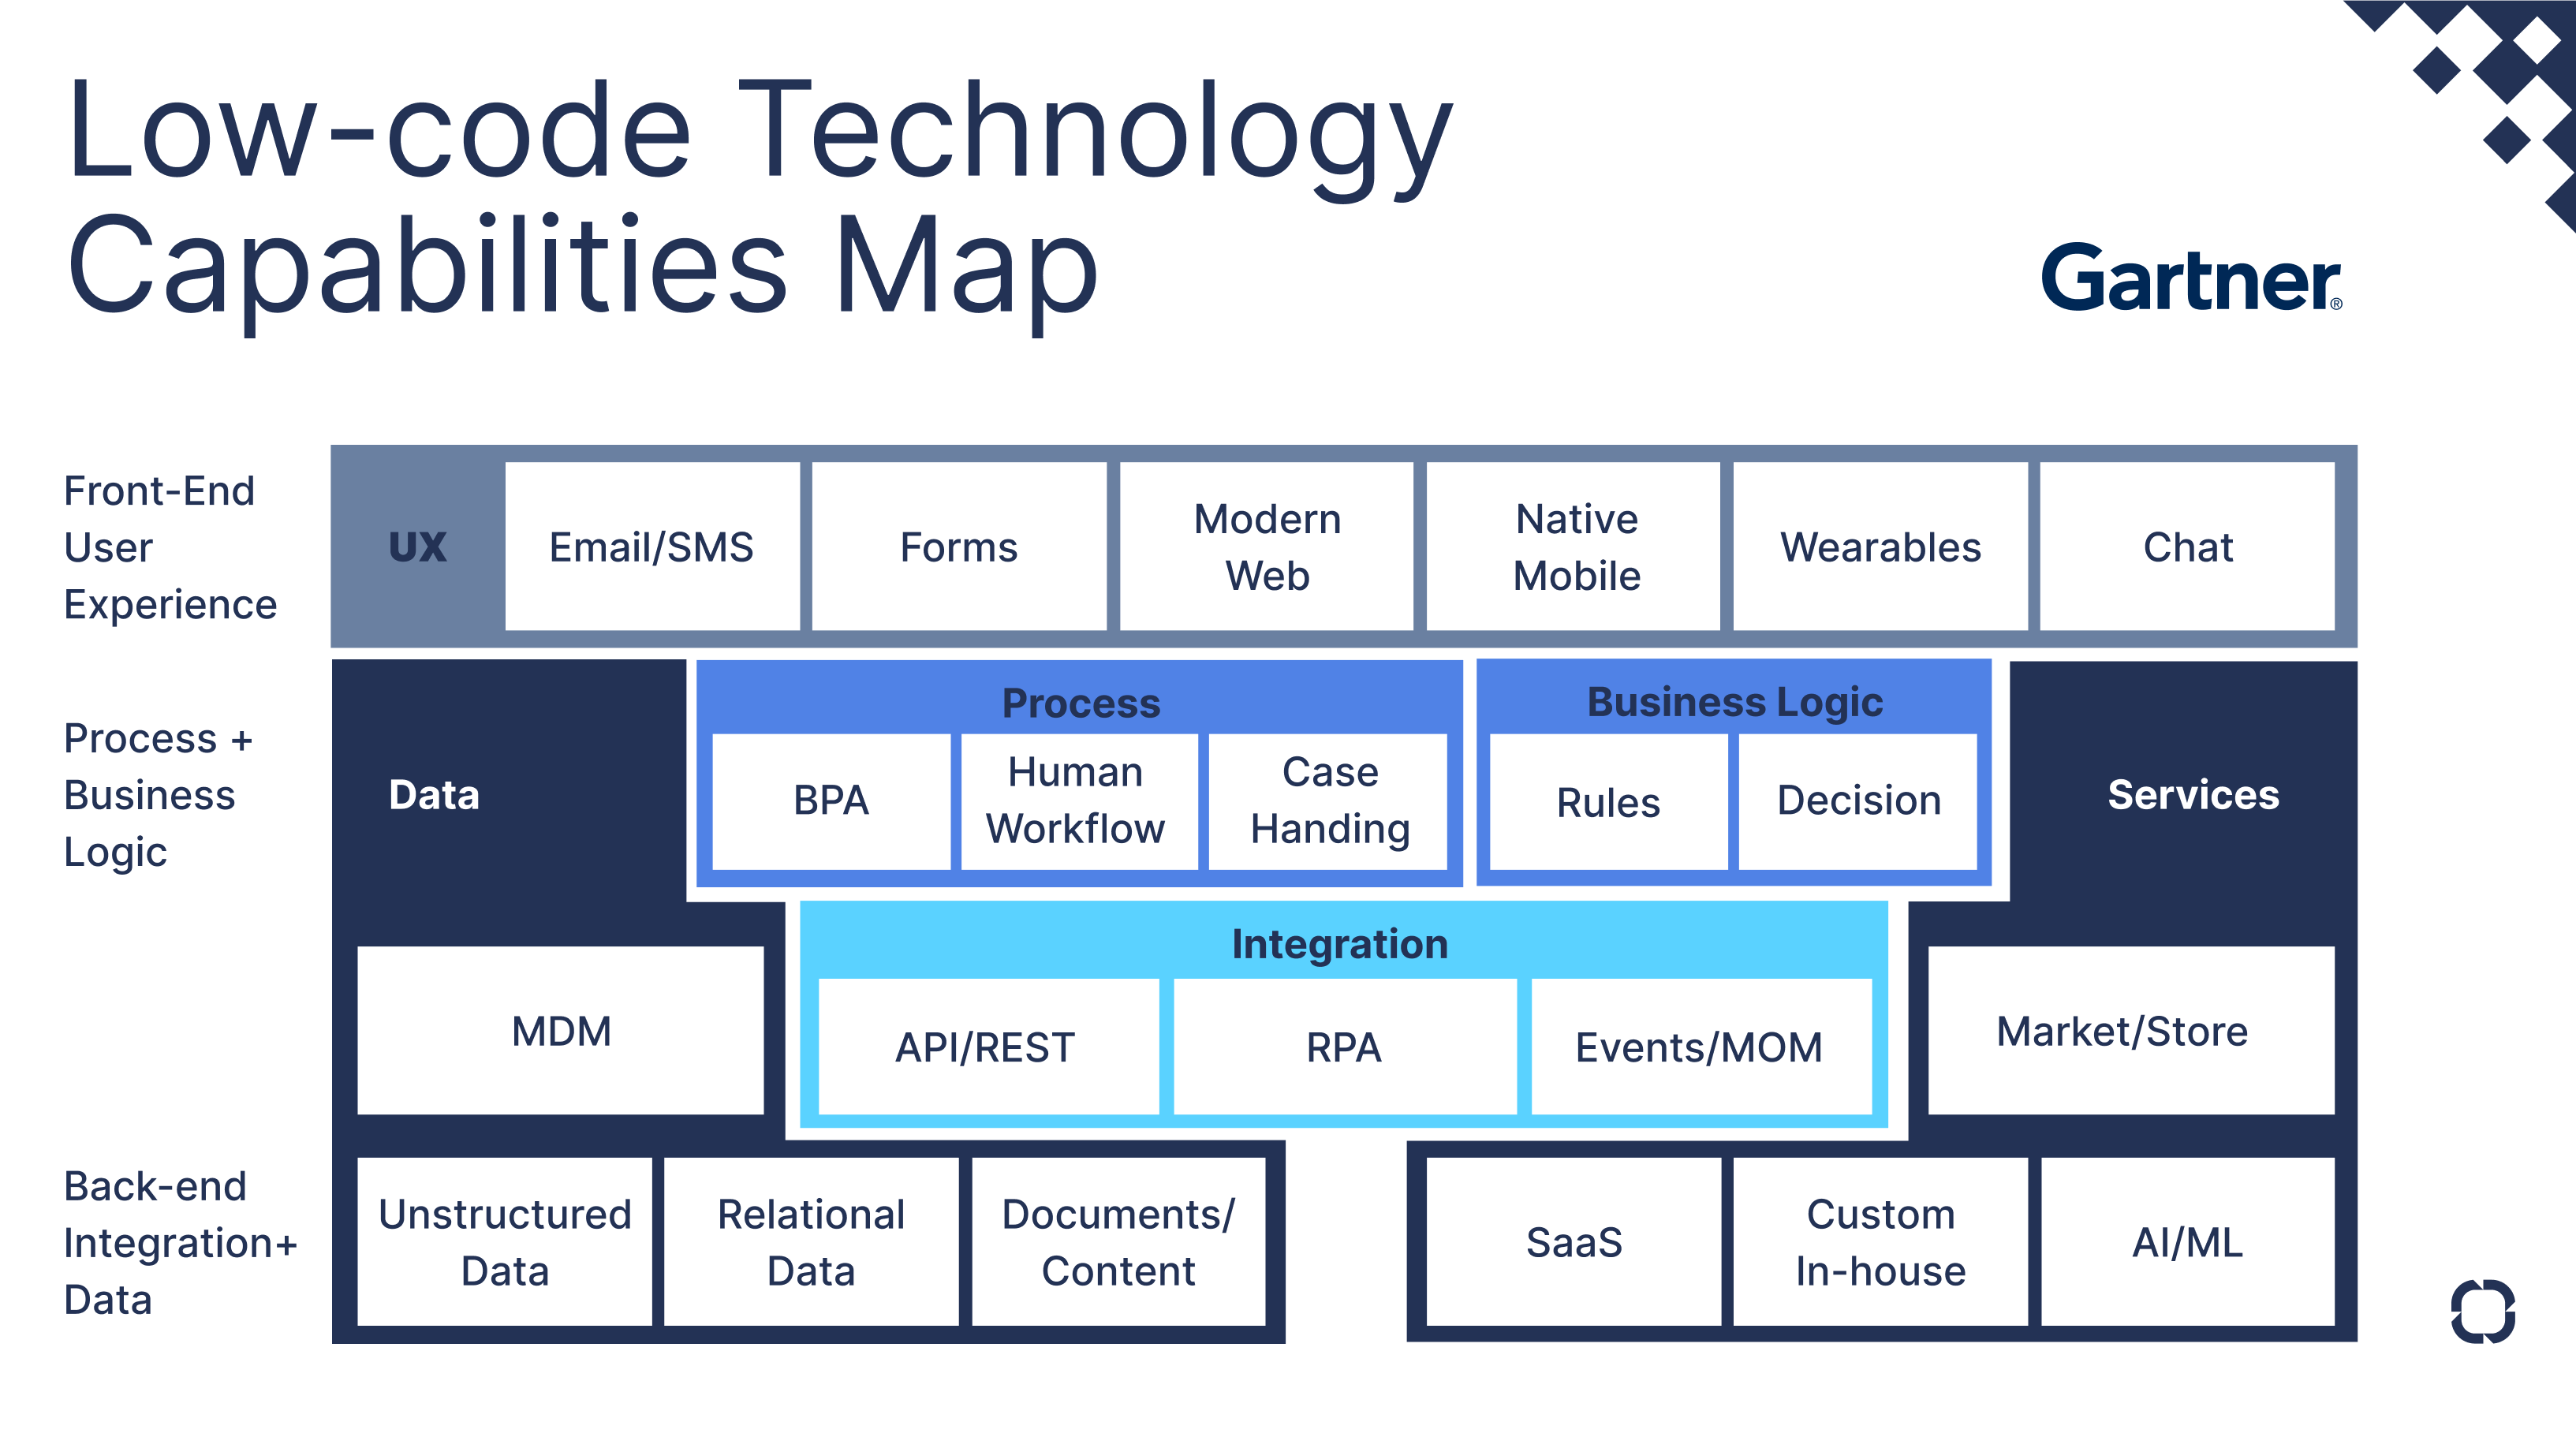 Low-code Technology
Capabilities Map
Gartner®
Front-End
User
Experience
UX
Email/SMS
Forms
Modern
Web
Native
Mobile
Wearables
Chat
Process +
Business
Logic
Data
Process
BPA
Human
Workflow
Case
Handing
Business Logic
Rules
Decision
Services
MDM
Integration
API/REST
RPA
Events/MOM
Market/Store
Back-end
Integration+
Data
Unstructured
Data
Relational
Data
Documents/
Content
SaaS
Custom
In-house
AI/ML